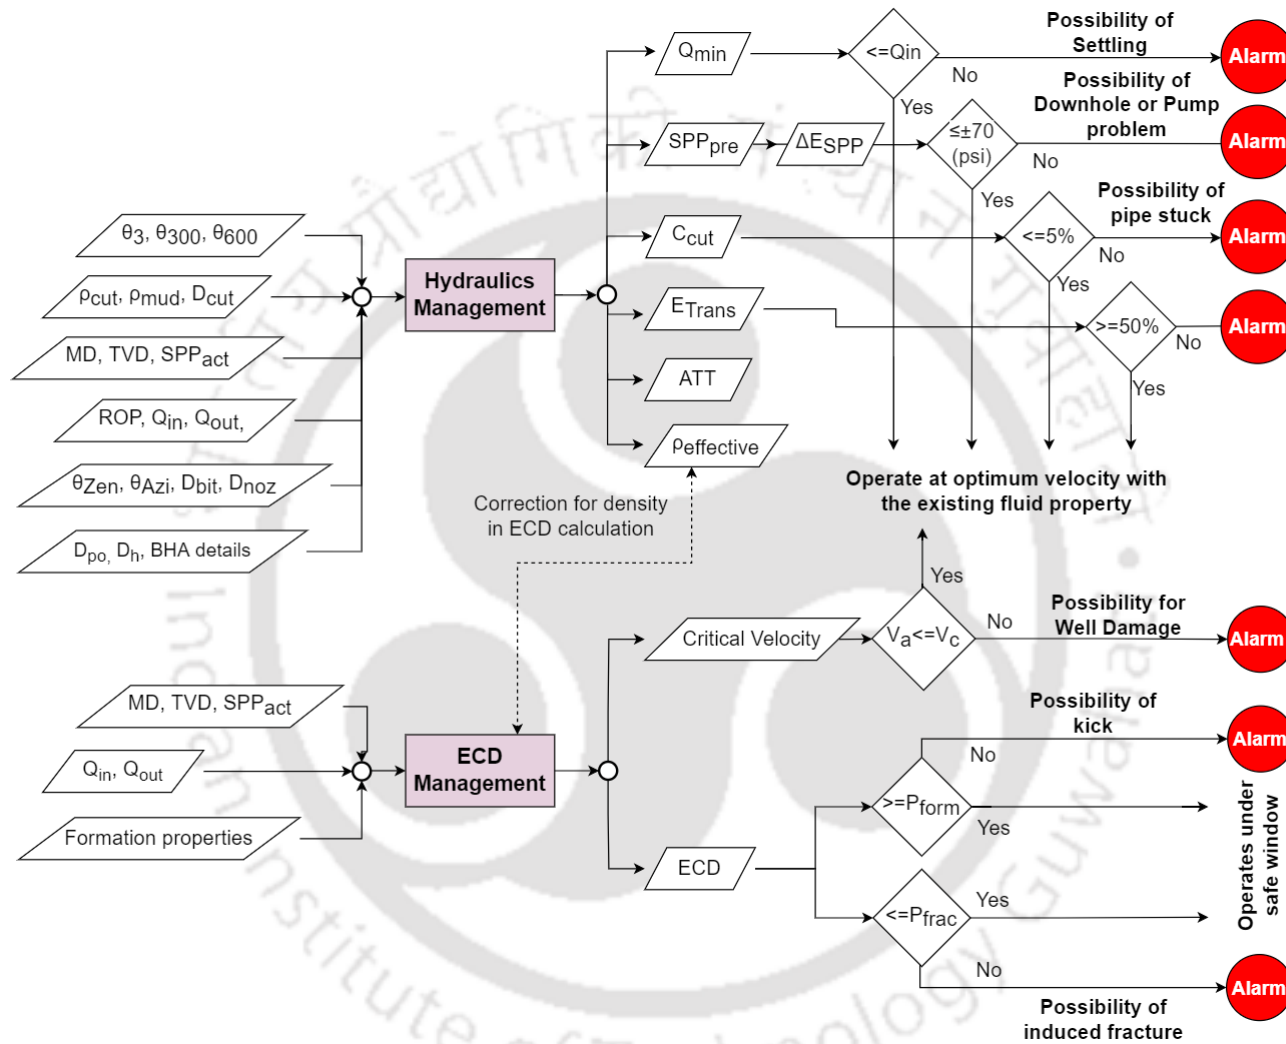 Possibility of
Settling
Alarm
Qmin
<=Qin
No
Yes
Possibility of
Downhole or Pump
problem
Alarm
SPPpre
ΔESPP
≤±70
(psi)
No
Yes
Possibility of
pipe stuck
Alarm
Ccut
<=5%
No
Yes
ETrans
>=50%
No
Alarm
Yes
ATT
ρeffective
θ3, θ300, θ600
ρcut, ρmud, Dcut
MD, TVD, SPPact
ROP, Qin, Qout,
θZen, θAzi, Dbit, Dnoz
Dpo, Dh, BHA details
Hydraulics
Management
Operate at optimum velocity with
the existing fluid property
Correction for density
in ECD calculation
Yes
Critical Velocity
Va<=Vc
No
Possibility for
Well Damage
Alarm
MD, TVD, SPPact
Qin, Qout
Formation properties
ECD
Management
Possibility of
kick
No
Alarm
>=Pform
Yes
ECD
<=Pfrac
Yes
Operates under
safe window
No
Possibility of
induced fracture
Alarm
Indian Institute of Technology Guwahati